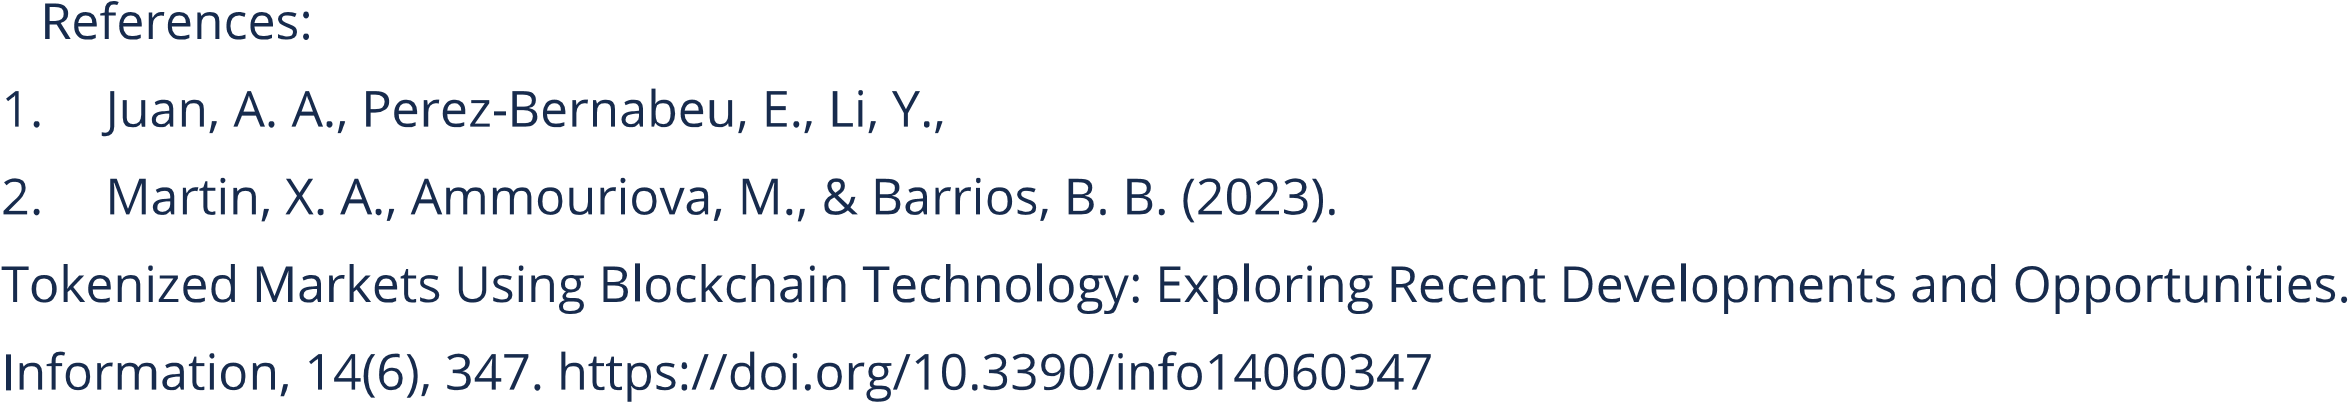 References:
1. Juan, A. A., Perez-Bernabeu, E., Li, Y.,
2. Martin, X. A., Ammouriova, M., & Barrios, B. B. (2023).
Tokenized Markets Using Blockchain Technology: Exploring Recent Developments and Opportunities.
Information, 14(6), 347. https://doi.org/10.3390/info14060347